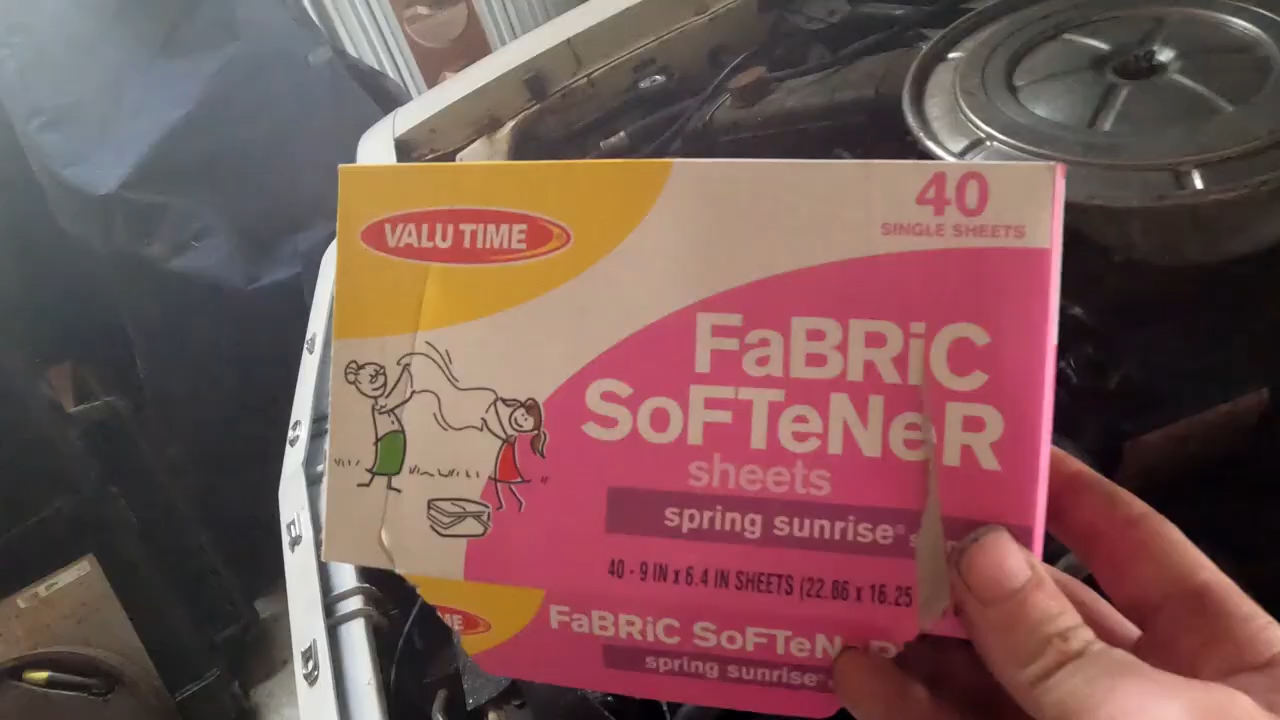 VALU TIME
40
SINGLE SHEETS
FaBRiC
SoFTeNeR
sheets
spring sunrise®
40 - 9 IN x 6.4 IN SHEETS (22.86 x 16.25
FaBRiC SoFTeNeR
spring sunrise®